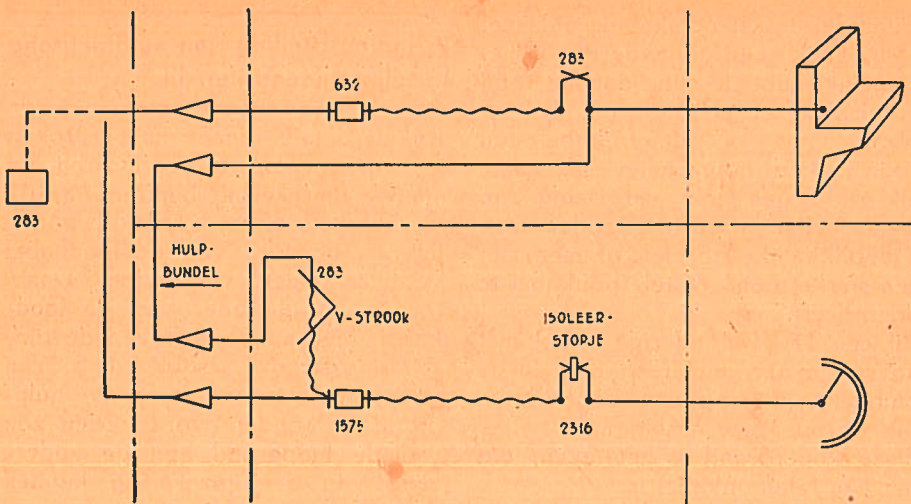 632
283
283
HULP-
BUNDEL
283
V-STROOK
ISOLEER-
STOPJE
1575
2316